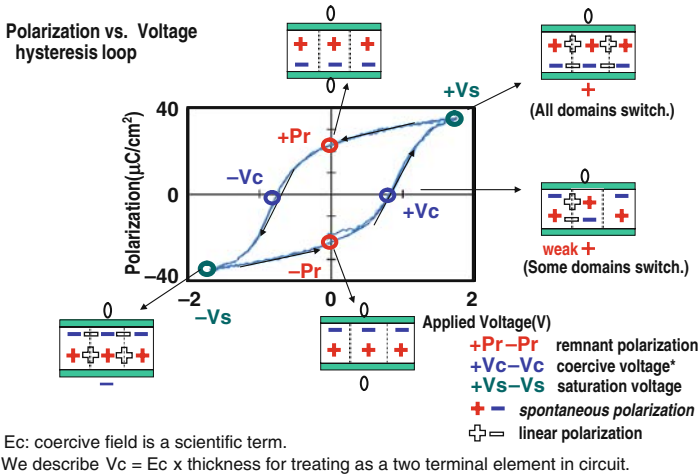 Polarization vs. Voltage
hysteresis loop
0
0
0
+Vs
+
(All domains switch.)
40
+Pr
−Vc
Polarization(μC/cm²)
0
+Vc
0
weak +
(Some domains switch.)
−Pr
−40
−2
0
2
−Vs
Applied Voltage(V)
0
−
0
0
+Pr−Pr remnant polarization
+Vc−Vc coercive voltage*
+Vs−Vs saturation voltage
+ − spontaneous polarization
+ − linear polarization
Ec: coercive field is a scientific term.
We describe Vc = Ec x thickness for treating as a two terminal element in circuit.